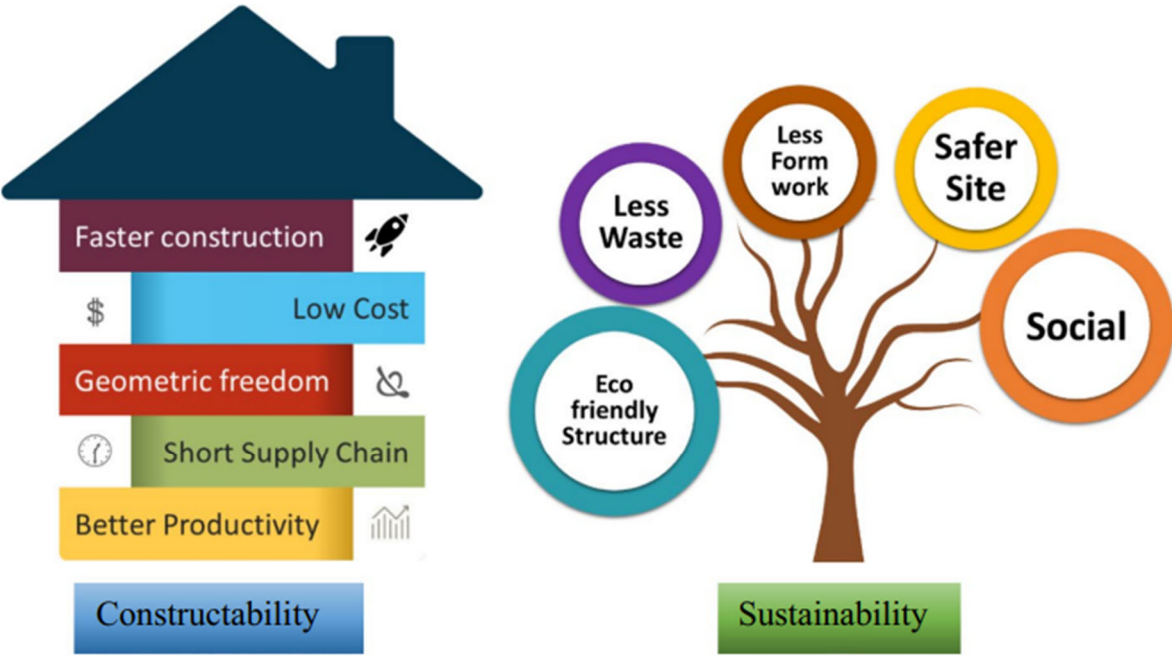 Faster construction
$
Low Cost
Geometric freedom
Short Supply Chain
Better Productivity
Constructability
Less
Waste
Less
Form
work
Safer
Site
Eco
friendly
Structure
Social
Sustainability